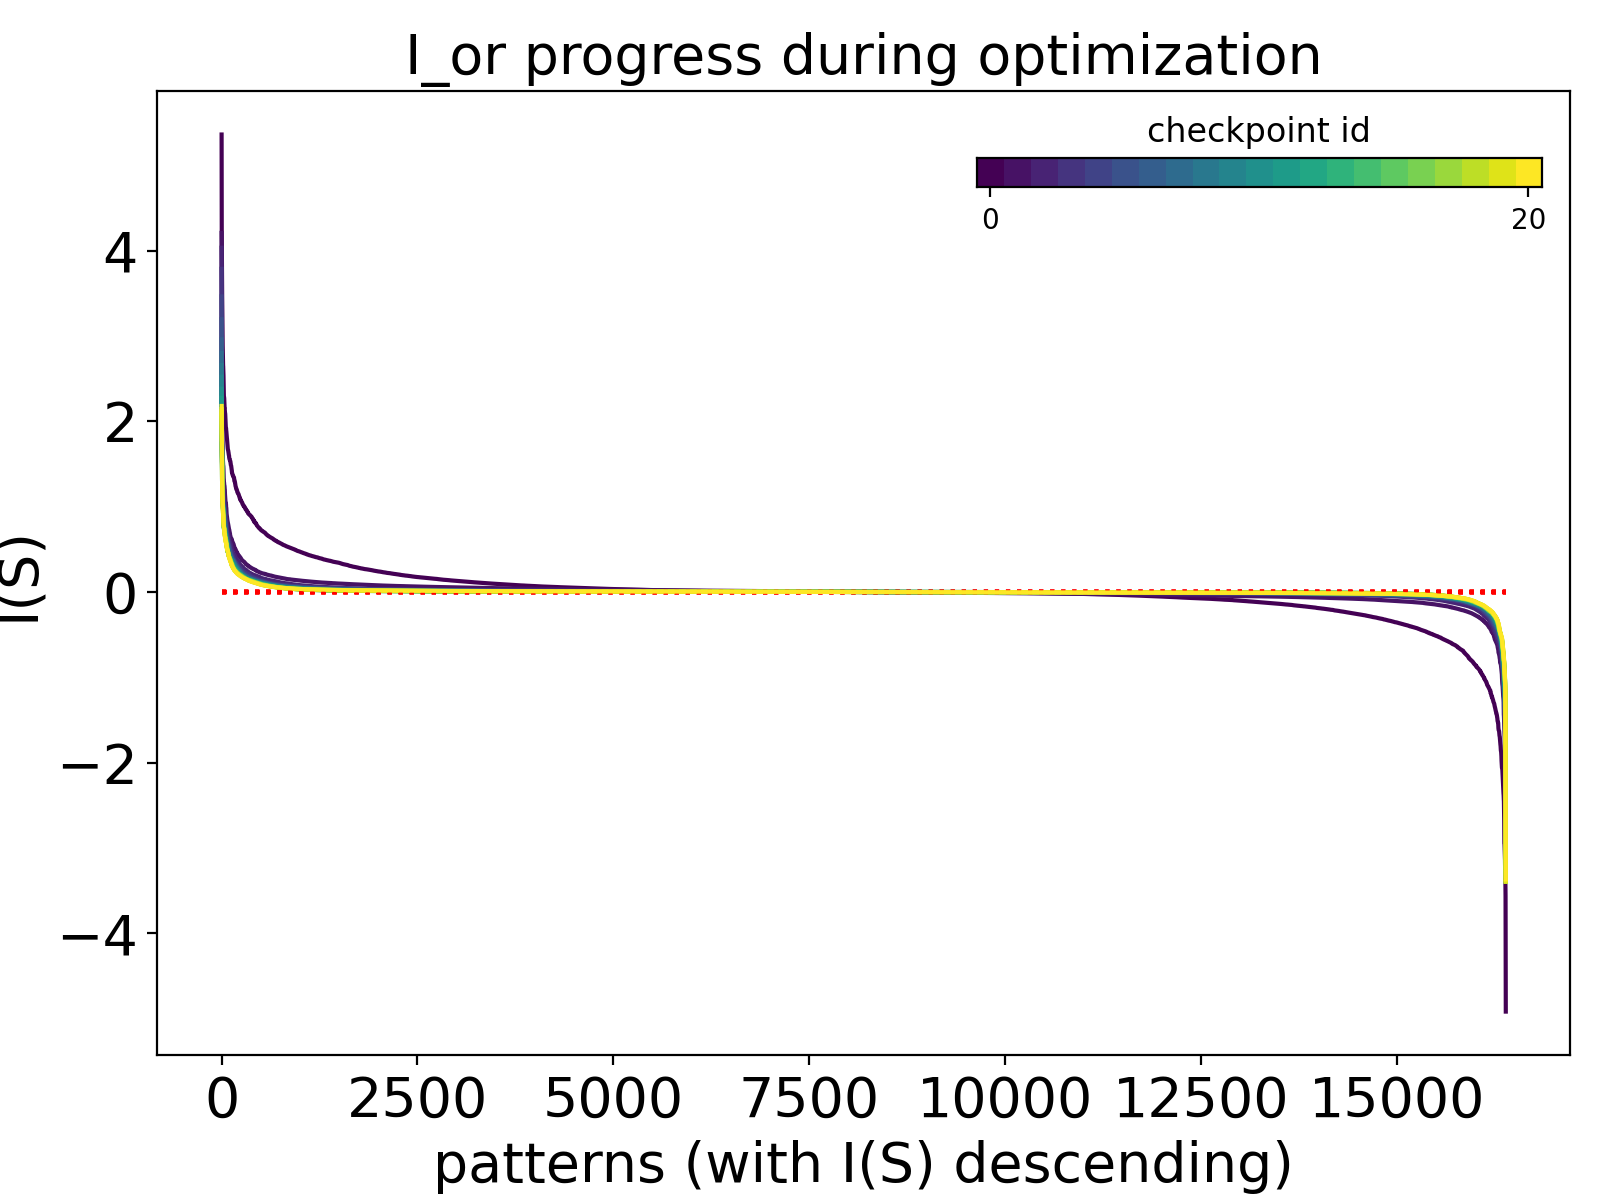 I_or progress during optimization
checkpoint id
0 20
4
2
0
−2
−4
I(S)
0 2500 5000 7500 10000 12500 15000
patterns (with I(S) descending)